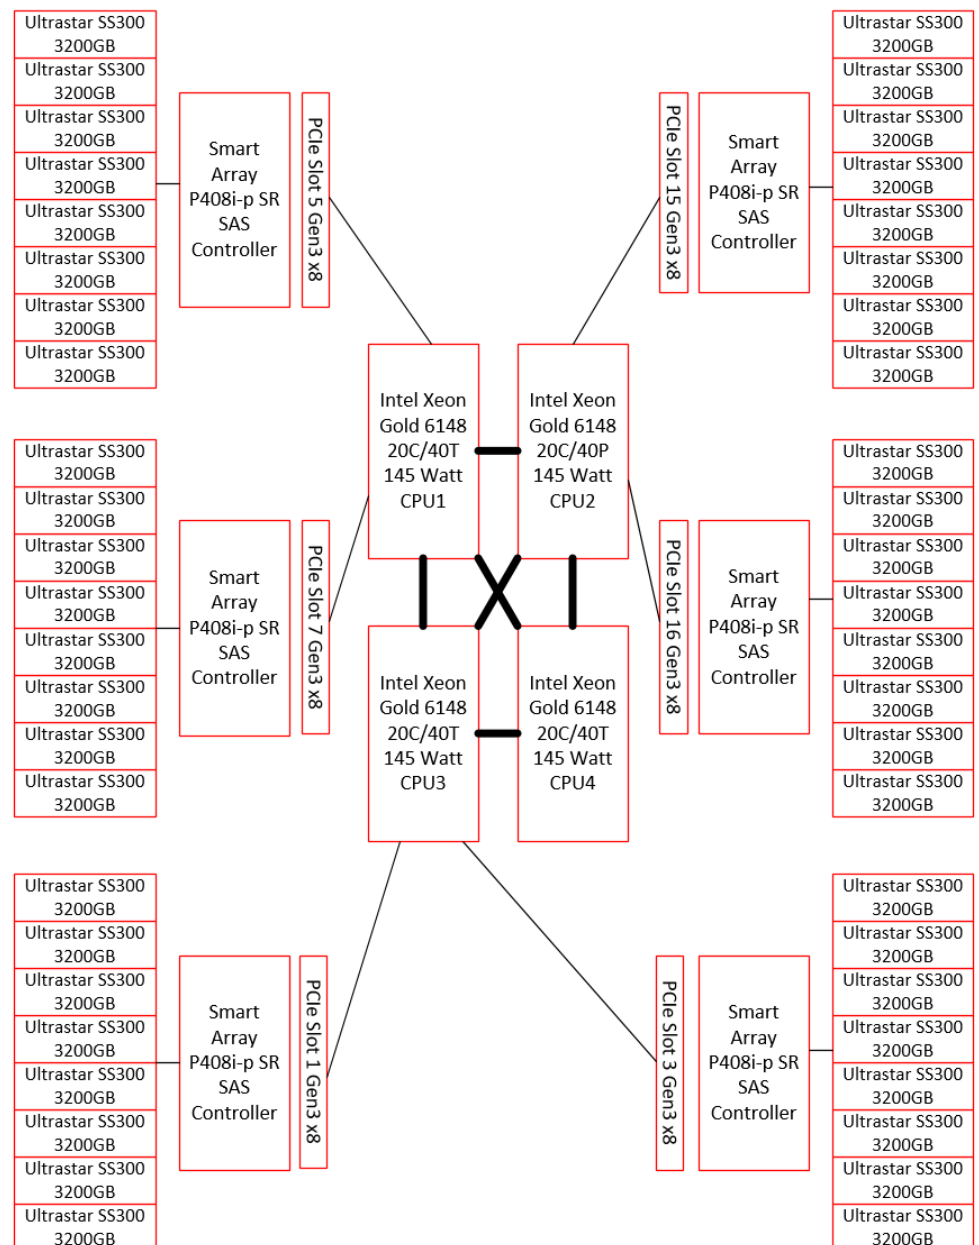 Ultrastar SS300
3200GB
Ultrastar SS300
3200GB
Ultrastar SS300
3200GB
Ultrastar SS300
3200GB
Ultrastar SS300
3200GB
Ultrastar SS300
3200GB
Ultrastar SS300
3200GB
Ultrastar SS300
3200GB
Smart
Array
P408i-p SR
SAS
Controller
PCIe Slot 5 Gen3 x8
PCIe Slot 15 Gen3 x8
Smart
Array
P408i-p SR
SAS
Controller
Ultrastar SS300
3200GB
Ultrastar SS300
3200GB
Ultrastar SS300
3200GB
Ultrastar SS300
3200GB
Ultrastar SS300
3200GB
Ultrastar SS300
3200GB
Ultrastar SS300
3200GB
Ultrastar SS300
3200GB
Intel Xeon
Gold 6148
20C/40T
145 Watt
CPU1
Intel Xeon
Gold 6148
20C/40P
145 Watt
CPU2
Ultrastar SS300
3200GB
Ultrastar SS300
3200GB
Ultrastar SS300
3200GB
Ultrastar SS300
3200GB
Ultrastar SS300
3200GB
Ultrastar SS300
3200GB
Ultrastar SS300
3200GB
Ultrastar SS300
3200GB
Smart
Array
P408i-p SR
SAS
Controller
PCIe Slot 7 Gen3 x8
PCIe Slot 16 Gen3 x8
Smart
Array
P408i-p SR
SAS
Controller
Ultrastar SS300
3200GB
Ultrastar SS300
3200GB
Ultrastar SS300
3200GB
Ultrastar SS300
3200GB
Ultrastar SS300
3200GB
Ultrastar SS300
3200GB
Ultrastar SS300
3200GB
Ultrastar SS300
3200GB
Intel Xeon
Gold 6148
20C/40T
145 Watt
CPU3
Intel Xeon
Gold 6148
20C/40T
145 Watt
CPU4
Ultrastar SS300
3200GB
Ultrastar SS300
3200GB
Ultrastar SS300
3200GB
Ultrastar SS300
3200GB
Ultrastar SS300
3200GB
Ultrastar SS300
3200GB
Ultrastar SS300
3200GB
Ultrastar SS300
3200GB
Smart
Array
P408i-p SR
SAS
Controller
PCIe Slot 1 Gen3 x8
PCIe Slot 3 Gen3 x8
Smart
Array
P408i-p SR
SAS
Controller
Ultrastar SS300
3200GB
Ultrastar SS300
3200GB
Ultrastar SS300
3200GB
Ultrastar SS300
3200GB
Ultrastar SS300
3200GB
Ultrastar SS300
3200GB
Ultrastar SS300
3200GB
Ultrastar SS300
3200GB